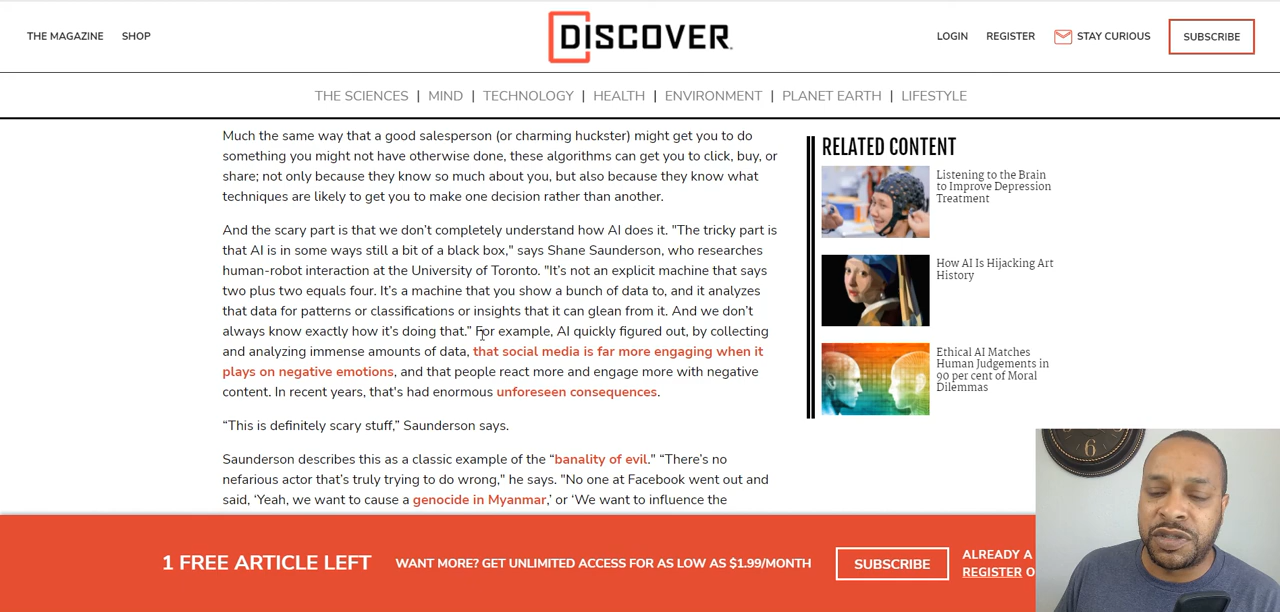 THE MAGAZINE SHOP
DISCOVER
LOGIN REGISTER STAY CURIOUS SUBSCRIBE
THE SCIENCES | MIND | TECHNOLOGY | HEALTH | ENVIRONMENT | PLANET EARTH | LIFESTYLE
Much the same way that a good salesperson (or charming huckster) might get you to do
something you might not have otherwise done, these algorithms can get you to click, buy, or
share; not only because they know so much about you, but also because they know what
techniques are likely to get you to make one decision rather than another.
And the scary part is that we don’t completely understand how AI does it. "The tricky part is
that AI is in some ways still a bit of a black box," says Shane Saunderson, who researches
human-robot interaction at the University of Toronto. "It’s not an explicit machine that says
two plus two equals four. It’s a machine that you show a bunch of data to, and it analyzes
that data for patterns or classifications or insights that it can glean from it. And we don’t
always know exactly how it’s doing that.” For example, AI quickly figured out, by collecting
and analyzing immense amounts of data, that social media is far more engaging when it
plays on negative emotions, and that people react more and engage more with negative
content. In recent years, that's had enormous unforeseen consequences.
“This is definitely scary stuff,” Saunderson says.
Saunderson describes this as a classic example of the “banality of evil." “There’s no
nefarious actor that’s truly trying to do wrong," he says. "No one at Facebook went out and
said, ‘Yeah, we want to cause a genocide in Myanmar,’ or ‘We want to influence the
RELATED CONTENT
Listening to the Brain
to Improve Depression
Treatment
How AI Is Hijacking Art
History
Ethical AI Matches
Human Judgements in
90 per cent of Moral
Dilemmas
6
1 FREE ARTICLE LEFT
WANT MORE? GET UNLIMITED ACCESS FOR AS LOW AS $1.99/MONTH
SUBSCRIBE
ALREADY A
REGISTER O